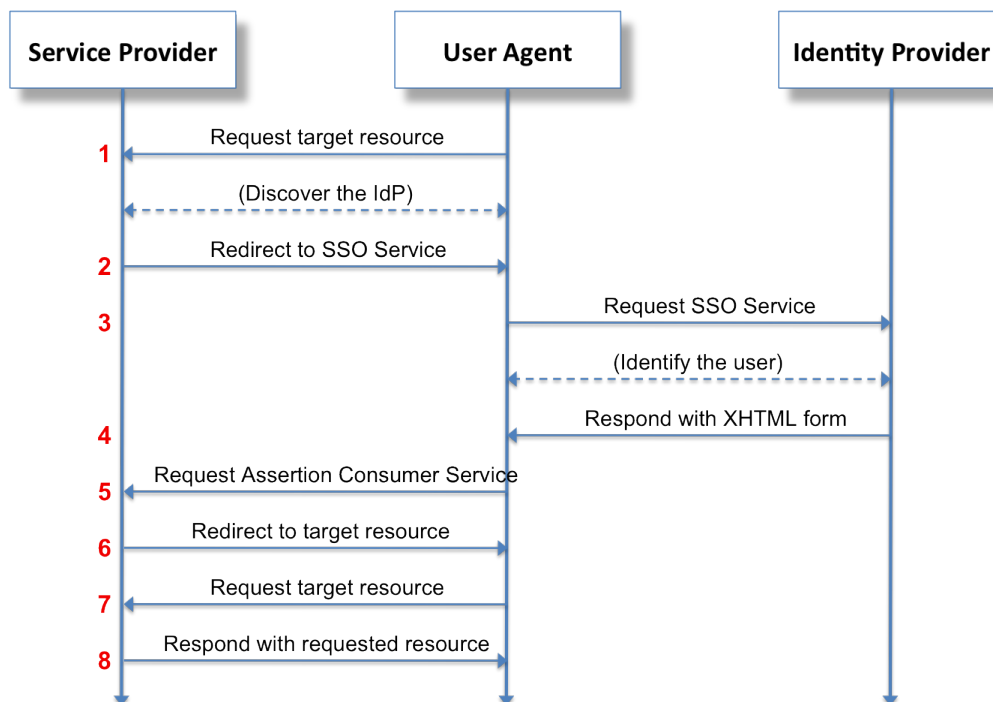 Service Provider
User Agent
Identity Provider
Request target resource
1
(Discover the IdP)
Redirect to SSO Service
2
Request SSO Service
3
(Identify the user)
Respond with XHTML form
4
Request Assertion Consumer Service
5
Redirect to target resource
6
Request target resource
7
Respond with requested resource
8